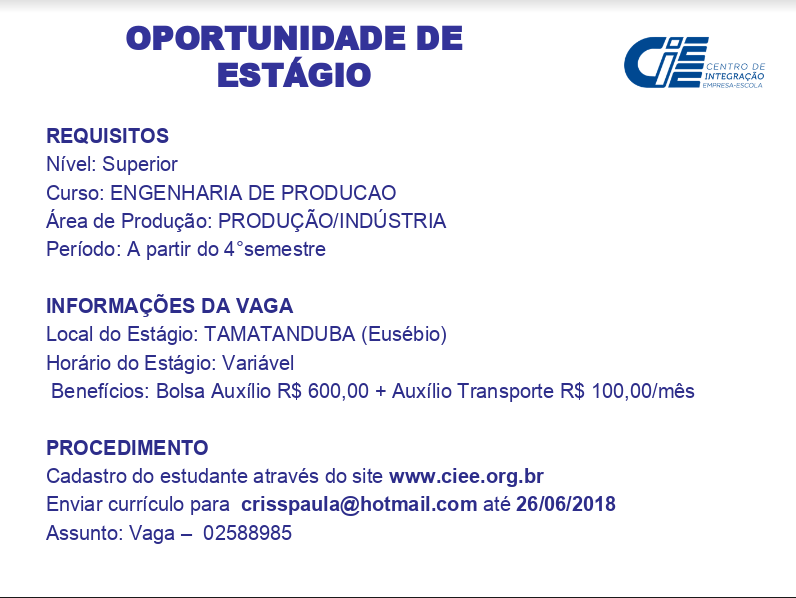 OPORTUNIDADE DE
ESTÁGIO
CIEE
CENTRO DE
INTEGRAÇÃO
EMPRESA-ESCOLA
REQUISITOS
Nível: Superior
Curso: ENGENHARIA DE PRODUCAO
Área de Produção: PRODUÇÃO/INDÚSTRIA
Período: A partir do 4°semestre
INFORMAÇÕES DA VAGA
Local do Estágio: TAMATANDUBA (Eusébio)
Horário do Estágio: Variável
Benefícios: Bolsa Auxílio R$ 600,00 + Auxílio Transporte R$ 100,00/mês
PROCEDIMENTO
Cadastro do estudante através do site www.ciee.org.br
Enviar currículo para crisspaula@hotmail.com até 26/06/2018
Assunto: Vaga – 02588985